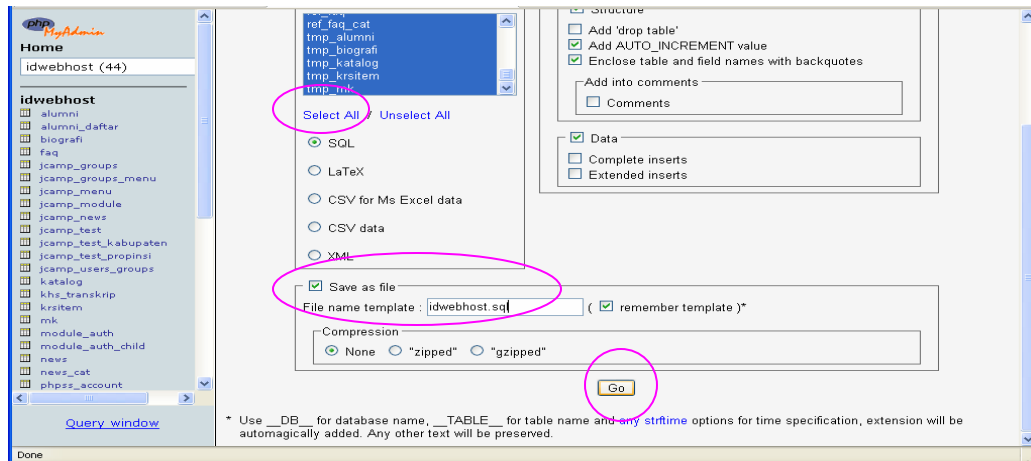 php
MyAdmin
Home
idwebhost (44)
idwebhost
alumni
alumni_daftar
biografi
faq
jcamp_groups
jcamp_groups_menu
jcamp_menu
jcamp_module
jcamp_news
jcamp_test
jcamp_test_kabupaten
jcamp_test_propinsi
jcamp_users_groups
katalog
khs_transkrip
krsitem
mk
module_auth
module_auth_child
news
news_cat
phpss_account
Query window
ref_faq_cat
tmp_alumni
tmp_biografi
tmp_katalog
tmp_krsitem
tmp_mk
Select All / Unselect All
SQL
LaTeX
CSV for Ms Excel data
CSV data
XML
Structure
Add 'drop table'
Add AUTO_INCREMENT value
Enclose table and field names with backquotes
Add into comments
Comments
Data
Complete inserts
Extended inserts
Save as file
File name template : idwebhost.sql ( remember template )*
Compression
None "zipped" "gzipped"
Go
* Use __DB__ for database name, __TABLE__ for table name and any strftime options for time specification, extension will be
automagically added. Any other text will be preserved.
Done